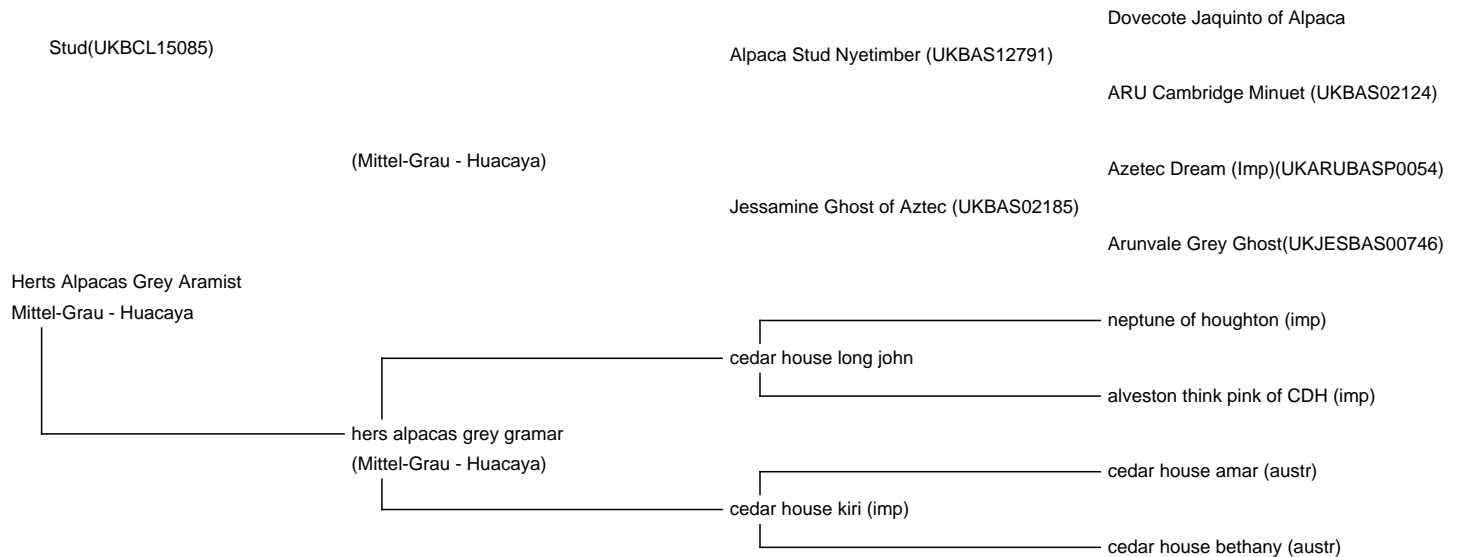 Dovecote Jaquinto of Alpaca
Stud(UKBCL15085)
Alpaca Stud Nyetimber (UKBAS12791)
ARU Cambridge Minuet (UKBAS02124)
(Mittel-Grau - Huacaya)
Azetec Dream (Imp)(UKARUBASP0054)
Jessamine Ghost of Aztec (UKBAS02185)
Arunvale Grey Ghost(UKJESBAS00746)
Herts Alpacas Grey Aramist
Mittel-Grau - Huacaya
neptune of houghton (imp)
cedar house long john
alveston think pink of CDH (imp)
hers alpacas grey gramar
(Mittel-Grau - Huacaya)
cedar house amar (austr)
cedar house kiri (imp)
cedar house bethany (austr)